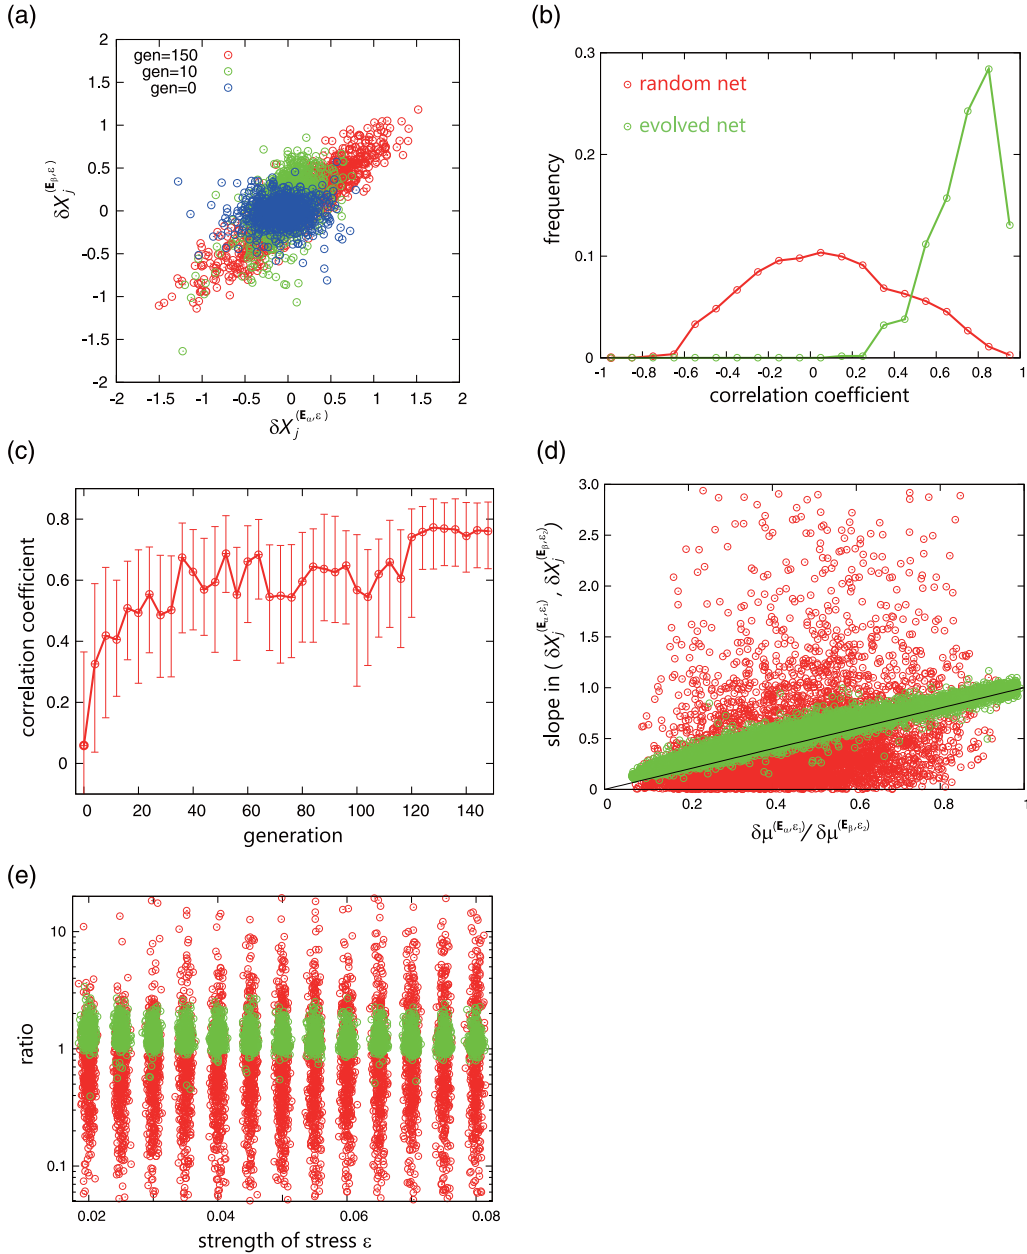 (a)
2
1.5
1
0.5
0
-0.5
-1
-1.5
-2
-2 -1.5 -1 -0.5 0 0.5 1 1.5 2
gen=150
gen=10
gen=0
δX_j^(E_β,ε)
δX_j^(E_α,ε)
(b)
0.3
0.2
0.1
0
-1 -0.8 -0.6 -0.4 -0.2 0 0.2 0.4 0.6 0.8 1
random net
evolved net
frequency
correlation coefficient
(c)
0.8
0.6
0.4
0.2
0
0 20 40 60 80 100 120 140
correlation coefficient
generation
(d)
3.0
2.5
2.0
1.5
1.0
0.5
0
0 0.2 0.4 0.6 0.8 1
slope in ( δX_j^(E_α,ε_1) , δX_j^(E_β,ε_2) )
δμ^(E_α,ε_1) / δμ^(E_β,ε_2)
(e)
10
1
0.1
0.02 0.04 0.06 0.08
ratio
strength of stress ε